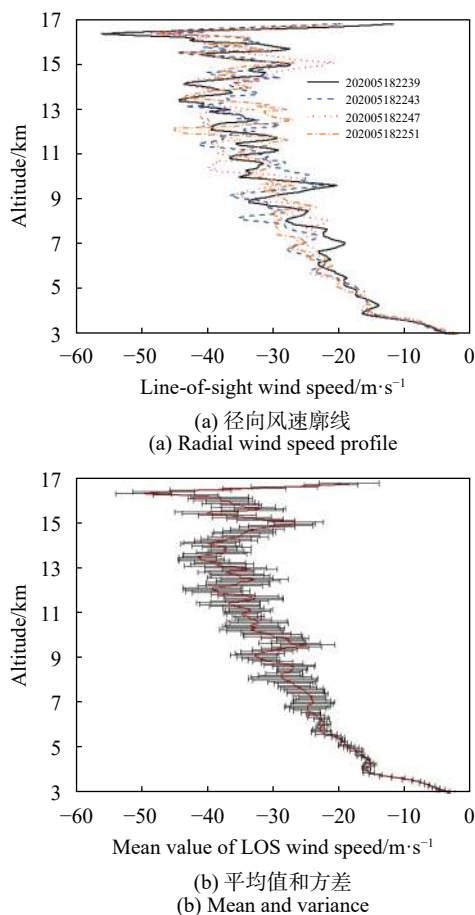 17
15
13
11
9
7
5
3
Altitude/km
202005182239
202005182243
202005182247
202005182251
−60 −50 −40 −30 −20 −10 0
Line-of-sight wind speed/m·s⁻¹
(a) 径向风速廓线
(a) Radial wind speed profile
17
15
13
11
9
7
5
3
Altitude/km
−60 −50 −40 −30 −20 −10 0
Mean value of LOS wind speed/m·s⁻¹
(b) 平均值和方差
(b) Mean and variance